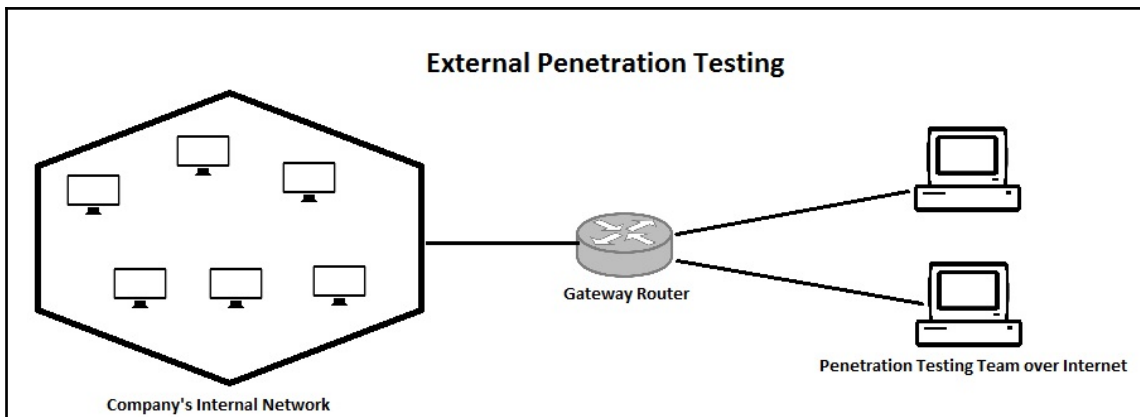 External Penetration Testing
Gateway Router
Penetration Testing Team over Internet
Company's Internal Network